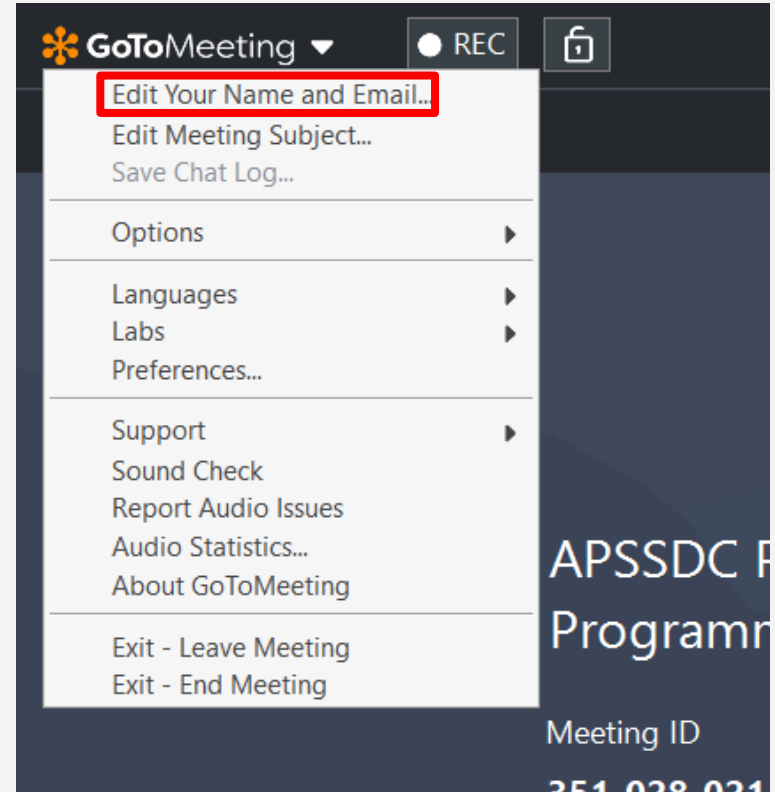 GoToMeeting
REC
Edit Your Name and Email...
Edit Meeting Subject...
Save Chat Log...
Options
Languages
Labs
Preferences...
Support
Sound Check
Report Audio Issues
Audio Statistics...
About GoToMeeting
Exit - Leave Meeting
Exit - End Meeting
APSSDC
Meeting ID